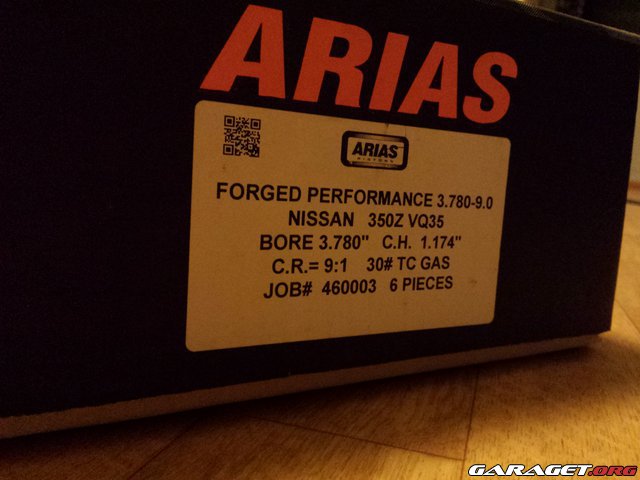 ARIAS
ARIAS
PISTONS
FORGED PERFORMANCE 3.780-9.0
NISSAN 350Z VQ35
BORE 3.780" C.H. 1.174"
C.R.= 9:1 30# TC GAS
JOB# 460003 6 PIECES
GARAGET.ORG